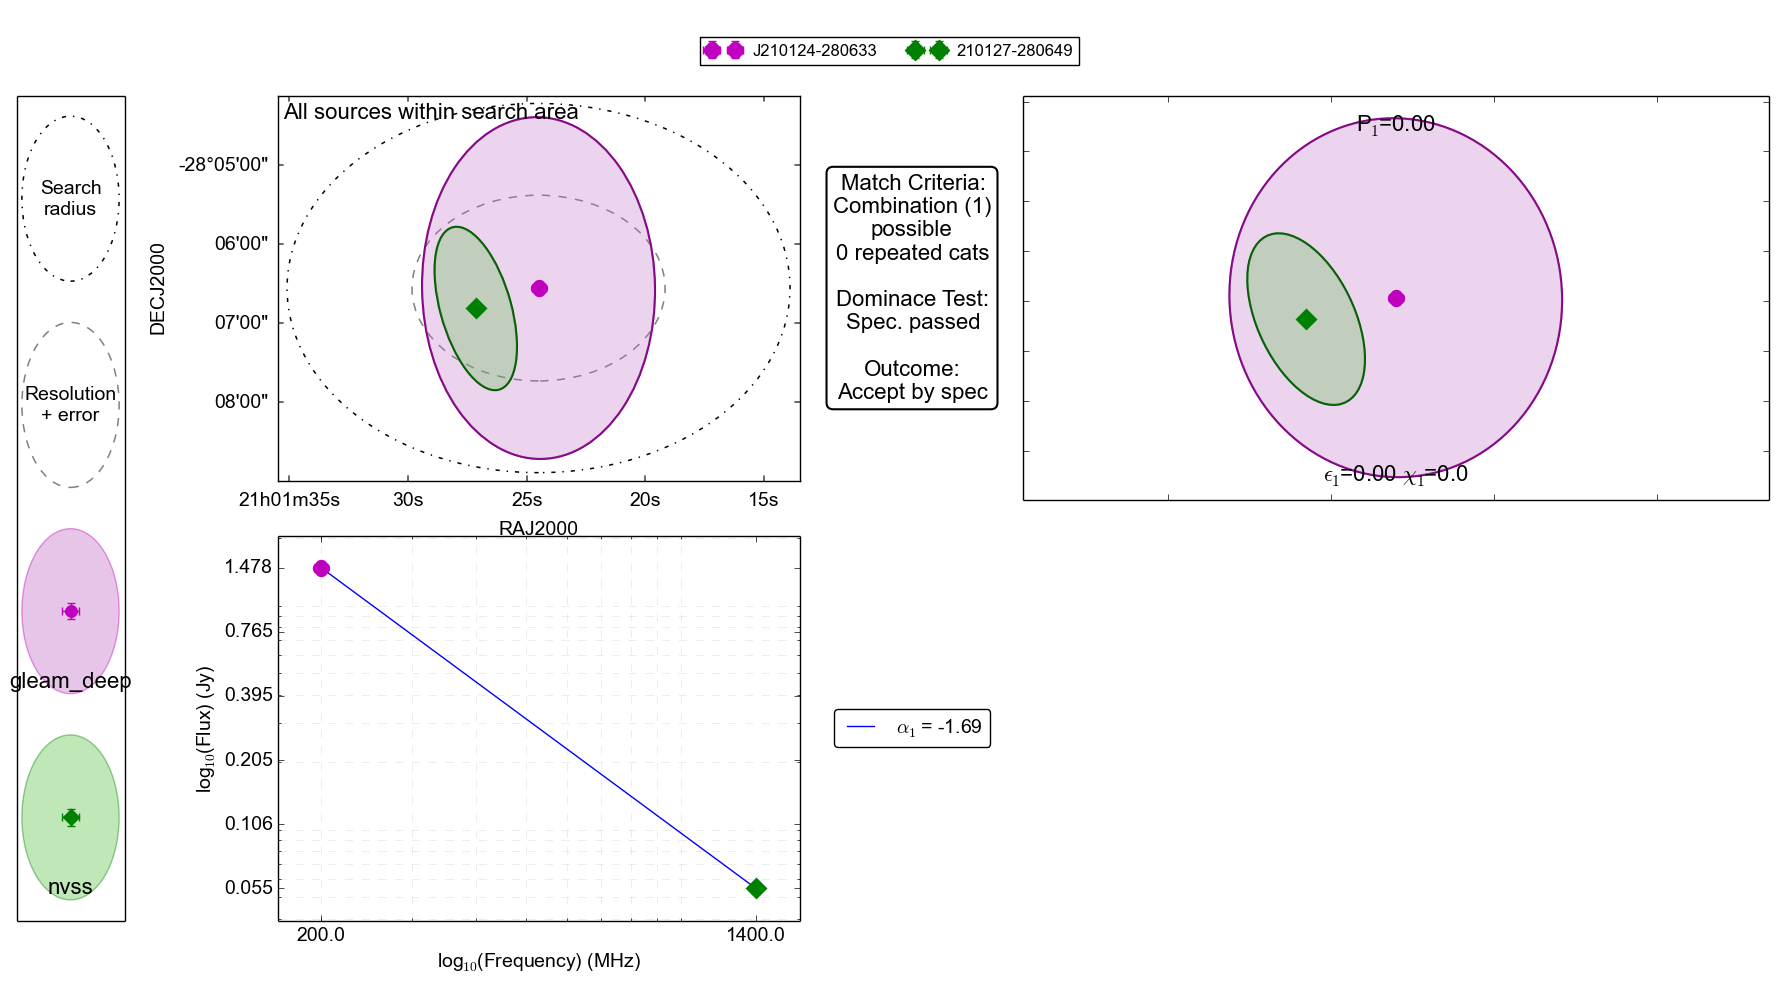 J210124-280633
210127-280649
Search
radius
Resolution
+ error
gleam_deep
nvss
All sources within search area
DECJ2000
-28°05'00"
06'00"
07'00"
08'00"
21h01m35s
30s
25s
20s
15s
RAJ2000
Match Criteria:
Combination (1)
possible
0 repeated cats
Dominace Test:
Spec. passed
Outcome:
Accept by spec
P₁=0.00
ϵ₁=0.00 χ₁=0.0
log₁₀(Flux) (Jy)
1.478
0.765
0.395
0.205
0.106
0.055
200.0
1400.0
log₁₀(Frequency) (MHz)
α₁ = -1.69